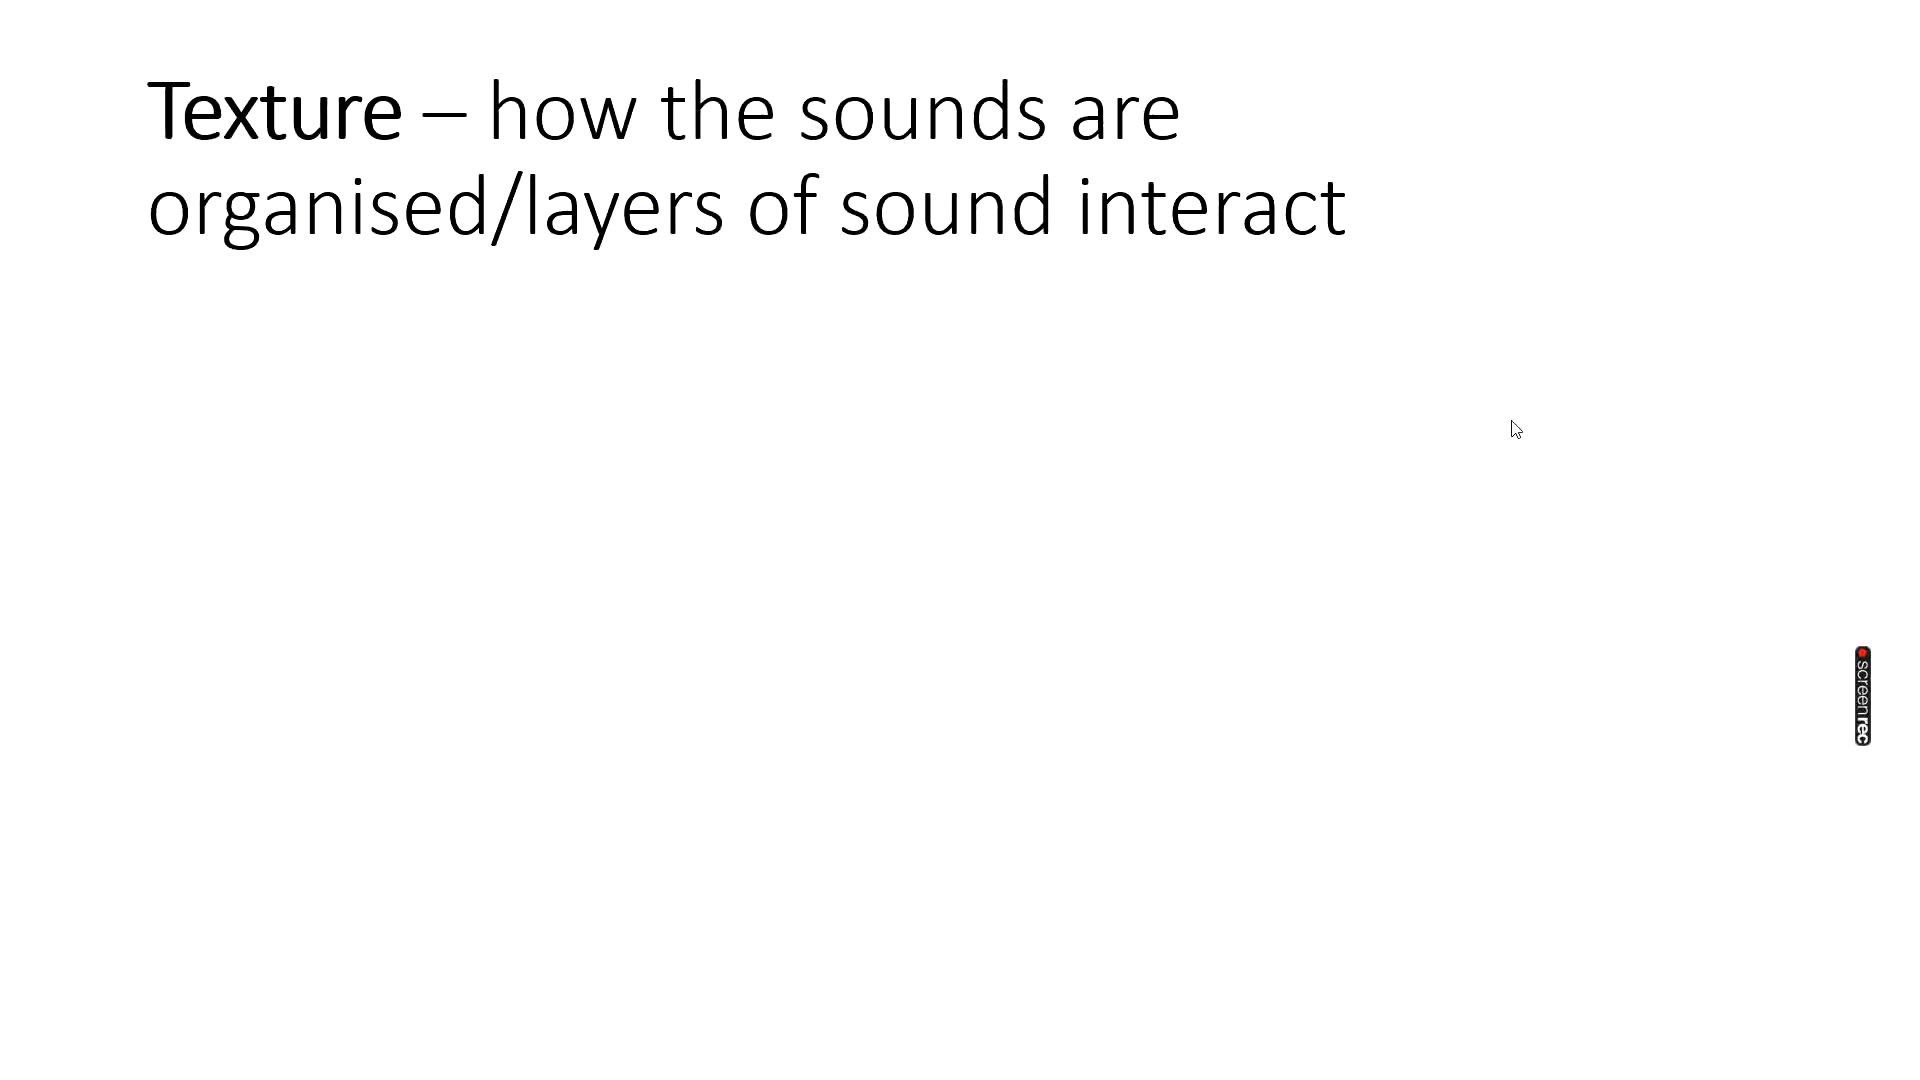 Texture – how the sounds are
organised/layers of sound interact
screenrec